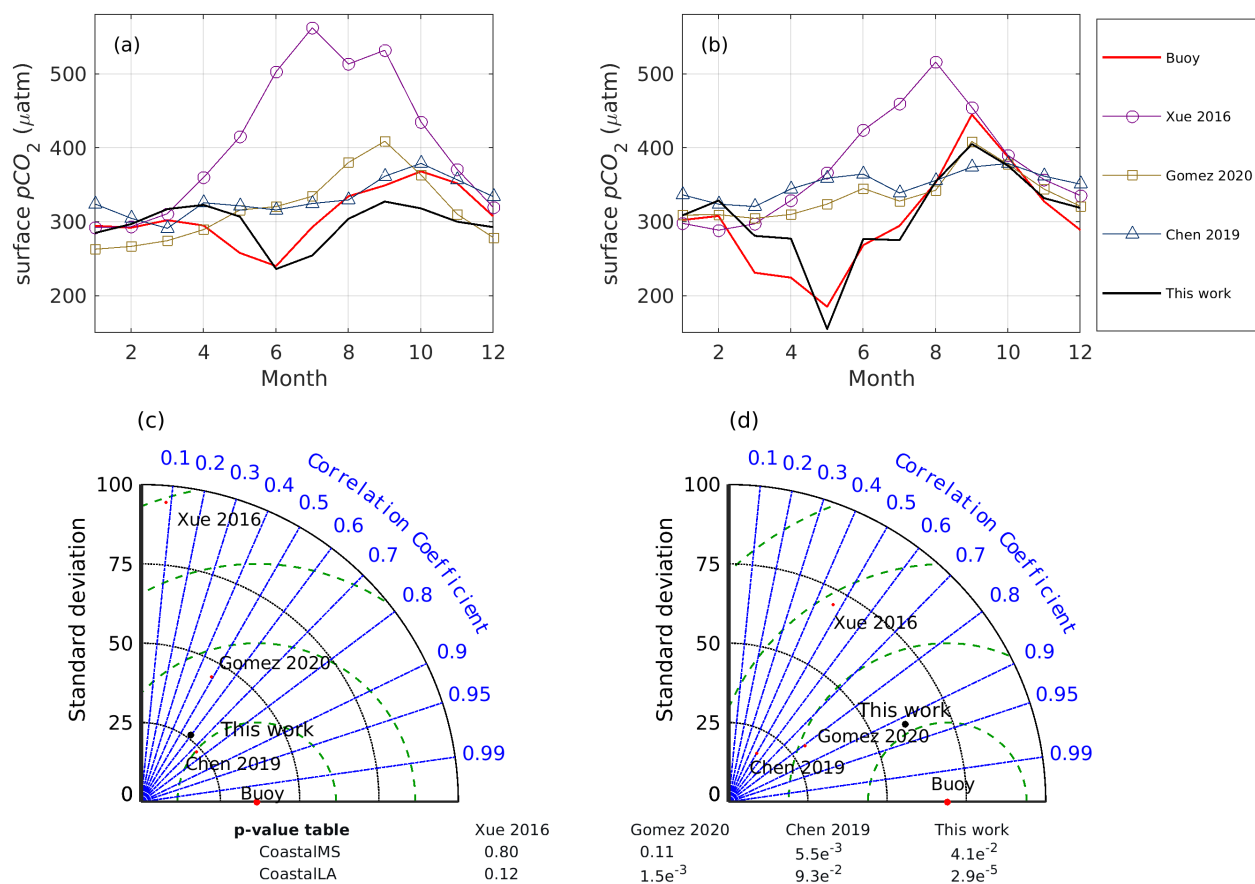 (a)
surface pCO2 (μatm)
500
400
300
200
2 4 6 8 10 12
Month
(b)
surface pCO2 (μatm)
500
400
300
200
2 4 6 8 10 12
Month
Buoy
Xue 2016
Gomez 2020
Chen 2019
This work
(c)
Standard deviation
100
75
50
25
0
0.1 0.2 0.3 0.4 0.5 0.6 0.7 0.8 0.9 0.95 0.99
Correlation Coefficient
Xue 2016
Gomez 2020
This work
Chen 2019
Buoy
(d)
Standard deviation
100
75
50
25
0
0.1 0.2 0.3 0.4 0.5 0.6 0.7 0.8 0.9 0.95 0.99
Correlation Coefficient
Xue 2016
This work
Gomez 2020
Chen 2019
Buoy
p-value table Xue 2016 Gomez 2020 Chen 2019 This work
CoastalMS 0.80 0.11 5.5e-3 4.1e-2
CoastalLA 0.12 1.5e-3 9.3e-2 2.9e-5